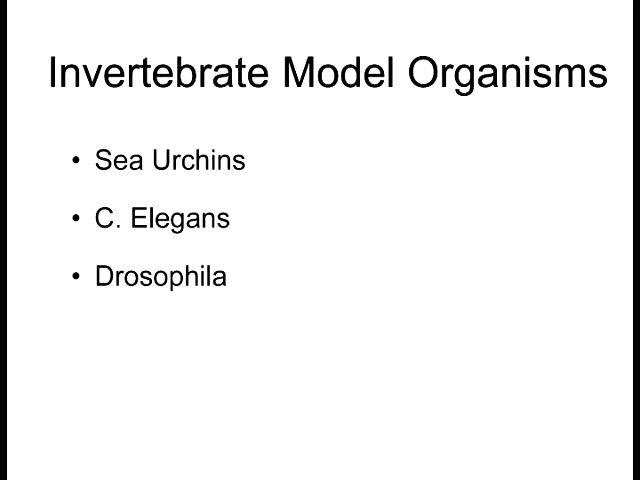 Invertebrate Model Organisms
• Sea Urchins
• C. Elegans
• Drosophila